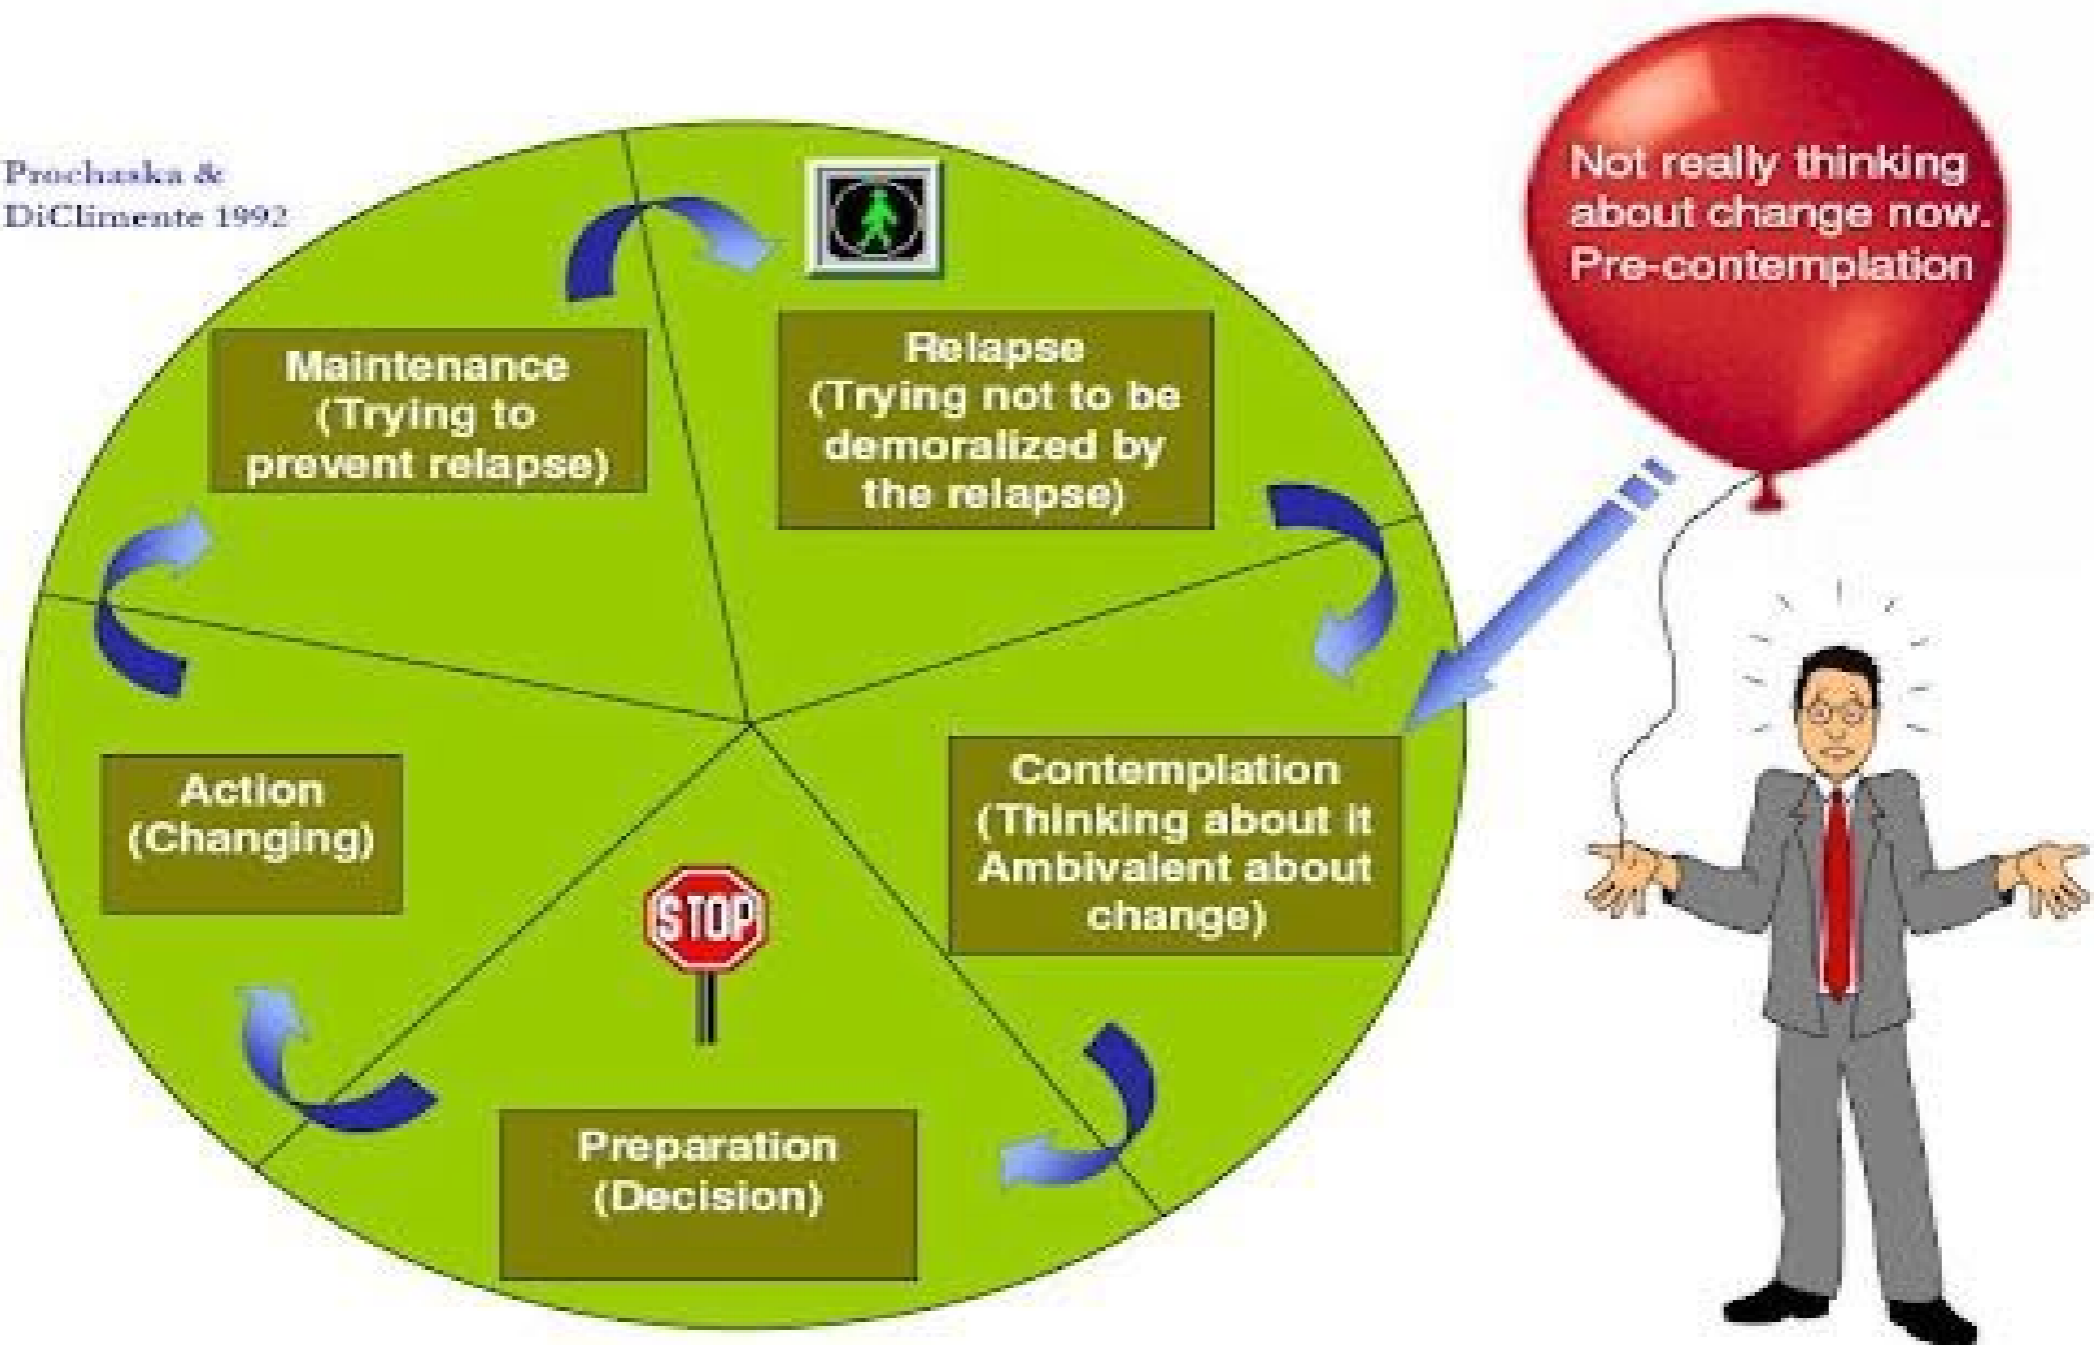 Prochaska &
DiClimente 1992
Not really thinking
about change now.
Pre-contemplation
Maintenance
(Trying to
prevent relapse)
Relapse
(Trying not to be
demoralized by
the relapse)
Action
(Changing)
Contemplation
(Thinking about it
Ambivalent about
change)
STOP
Preparation
(Decision)